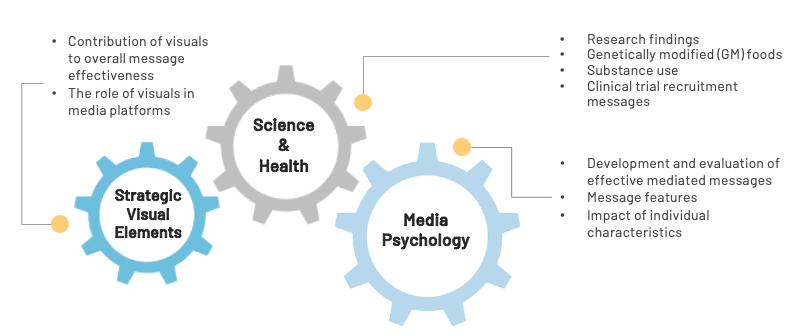 • Contribution of visuals
to overall message
effectiveness
• The role of visuals in
media platforms
Strategic
Visual
Elements
Science
&
Health
• Research findings
• Genetically modified (GM) foods
• Substance use
• Clinical trial recruitment
messages
Media
Psychology
• Development and evaluation of
effective mediated messages
• Message features
• Impact of individual
characteristics